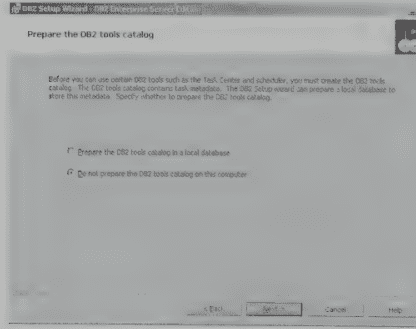 DB2 Setup Wizard - DB2 Enterprise Server Edition
Prepare the DB2 tools catalog
Before you can use certain DB2 tools such as the Task Center and scheduler, you must create the DB2 tools
catalog. The DB2 tools catalog contains task metadata. The DB2 Setup wizard can prepare a local database to
store this metadata. Specify whether to prepare the DB2 tools catalog.
Prepare the DB2 tools catalog in a local database
Do not prepare the DB2 tools catalog on this computer
< Back Next > Cancel Help